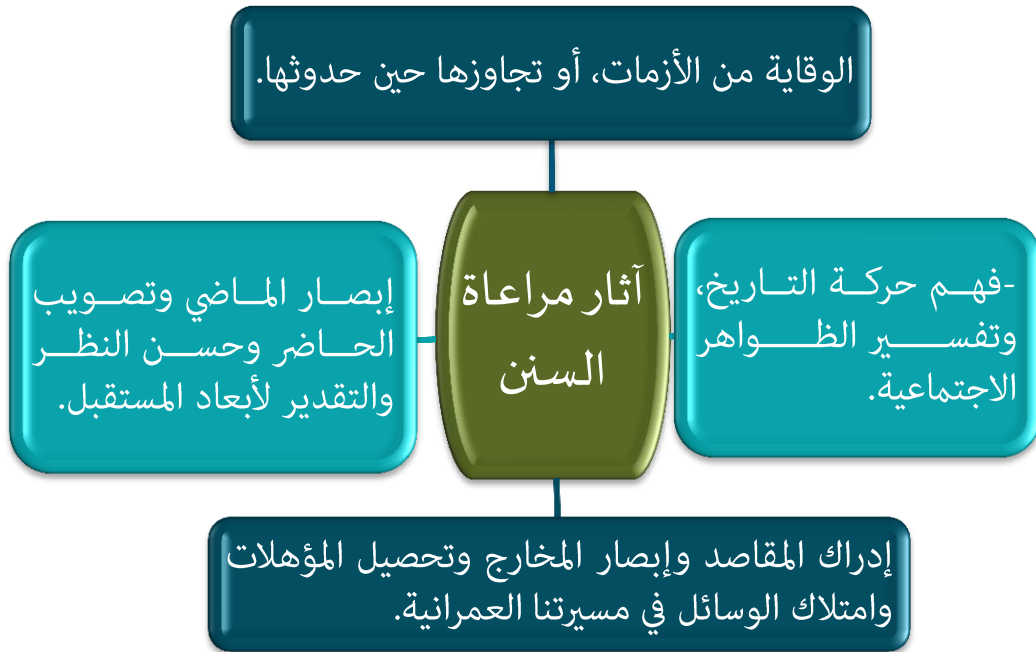 الوقاية من الأزمات، أو تجاوزها حين حدوثها.
آثار مراعاة
السنن
-فهم حركة التاريخ،
وتفسير الظواهر
الاجتماعية.
إبصار الماضي وتصويب
الحاضر وحسن النظر
والتقدير لأبعاد المستقبل.
إدراك المقاصد وإبصار المخارج وتحصيل المؤهلات
وامتلاك الوسائل في مسيرتنا العمرانية.